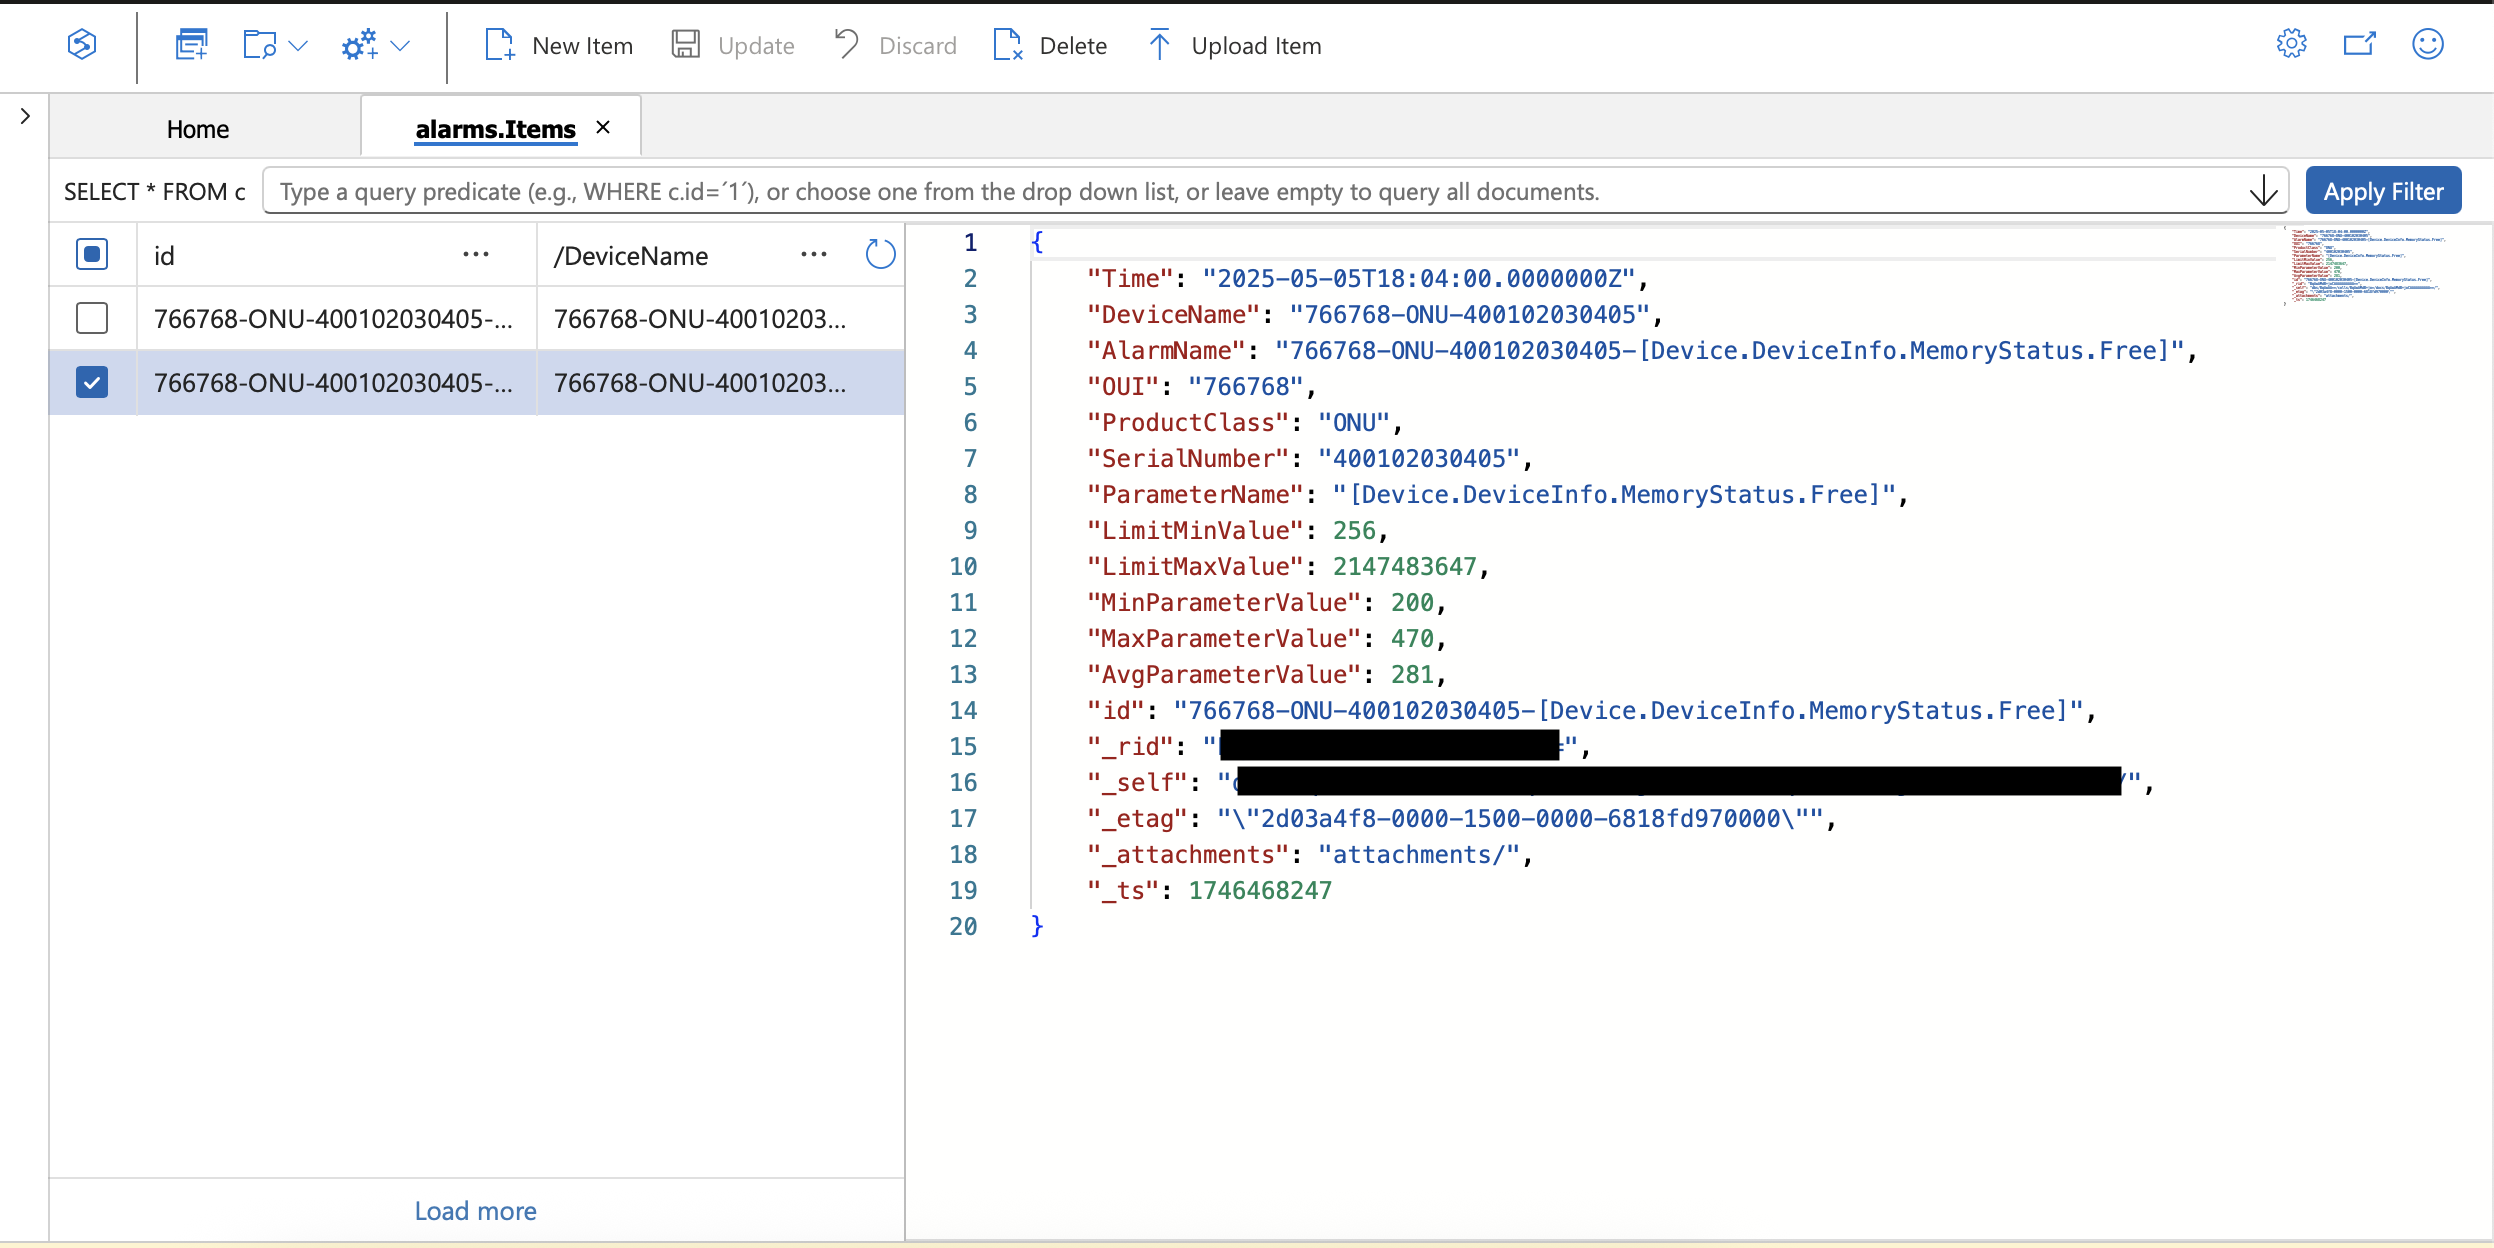 New Item Update Discard Delete Upload Item
Home alarms.Items
SELECT * FROM c Type a query predicate (e.g., WHERE c.id=´1´), or choose one from the drop down list, or leave empty to query all documents. Apply Filter
id ... /DeviceName ...
766768-ONU-400102030405-... 766768-ONU-40010203...
766768-ONU-400102030405-... 766768-ONU-40010203...
Load more
1 {
2 "Time": "2025-05-05T18:04:00.0000000Z",
3 "DeviceName": "766768-ONU-400102030405",
4 "AlarmName": "766768-ONU-400102030405-[Device.DeviceInfo.MemoryStatus.Free]",
5 "OUI": "766768",
6 "ProductClass": "ONU",
7 "SerialNumber": "400102030405",
8 "ParameterName": "[Device.DeviceInfo.MemoryStatus.Free]",
9 "LimitMinValue": 256,
10 "LimitMaxValue": 2147483647,
11 "MinParameterValue": 200,
12 "MaxParameterValue": 470,
13 "AvgParameterValue": 281,
14 "id": "766768-ONU-400102030405-[Device.DeviceInfo.MemoryStatus.Free]",
15 "_rid": "",
16 "_self": "/",
17 "_etag": "\"2d03a4f8-0000-1500-0000-6818fd970000\"",
18 "_attachments": "attachments/",
19 "_ts": 1746468247
20 }